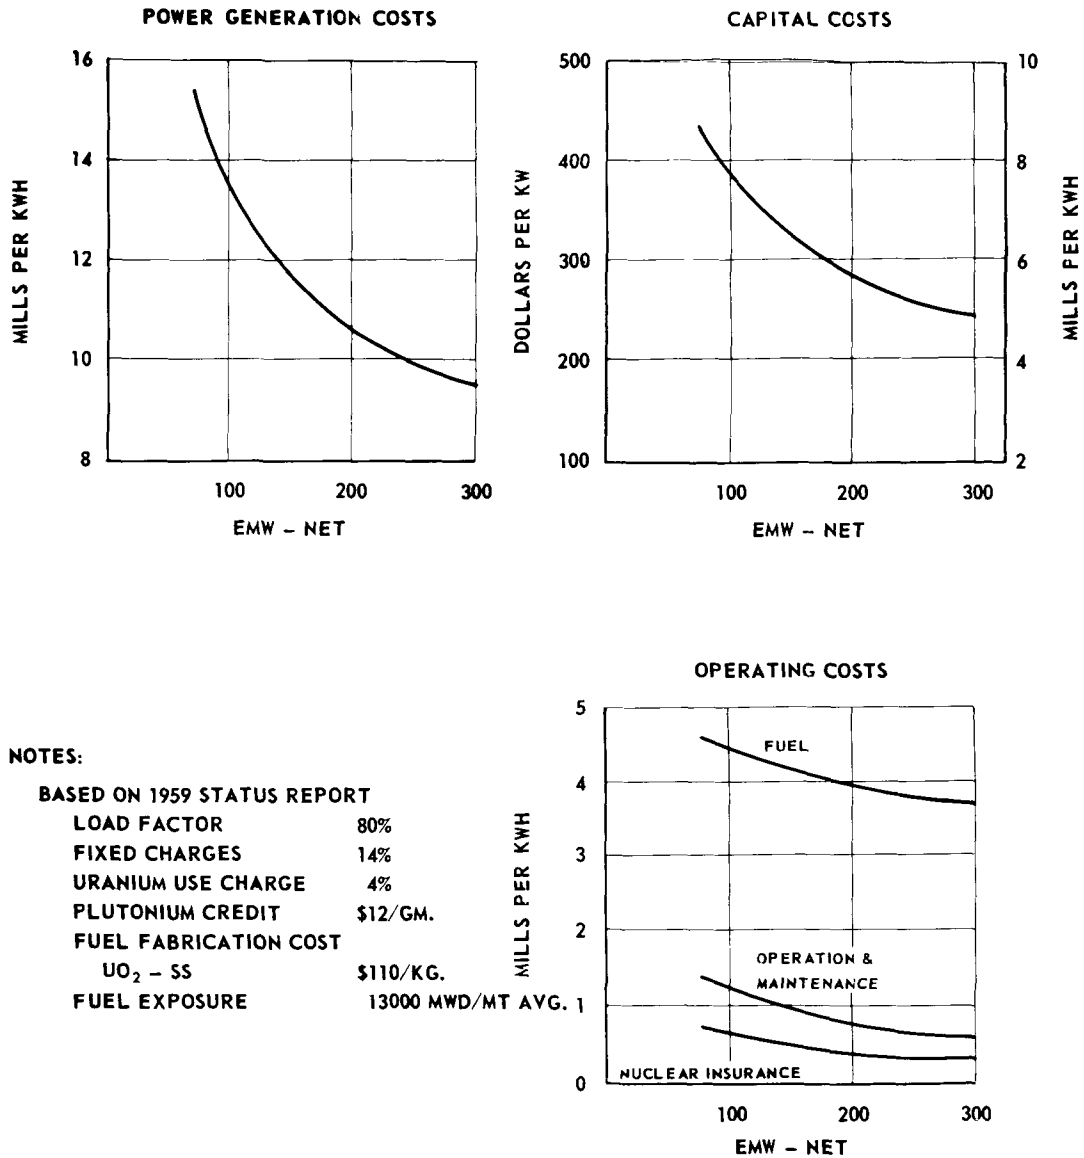 POWER GENERATION COSTS
16
14
12
10
8
MILLS PER KWH
100 200 300
EMW – NET
CAPITAL COSTS
500
400
300
200
100
DOLLARS PER KW
10
8
6
4
2
MILLS PER KWH
100 200 300
EMW – NET
NOTES:
BASED ON 1959 STATUS REPORT
LOAD FACTOR 80%
FIXED CHARGES 14%
URANIUM USE CHARGE 4%
PLUTONIUM CREDIT $12/GM.
FUEL FABRICATION COST
UO₂ – SS $110/KG.
FUEL EXPOSURE 13000 MWD/MT AVG.
OPERATING COSTS
5
4
3
2
1
0
MILLS PER KWH
FUEL
OPERATION &
MAINTENANCE
NUCLEAR INSURANCE
100 200 300
EMW – NET